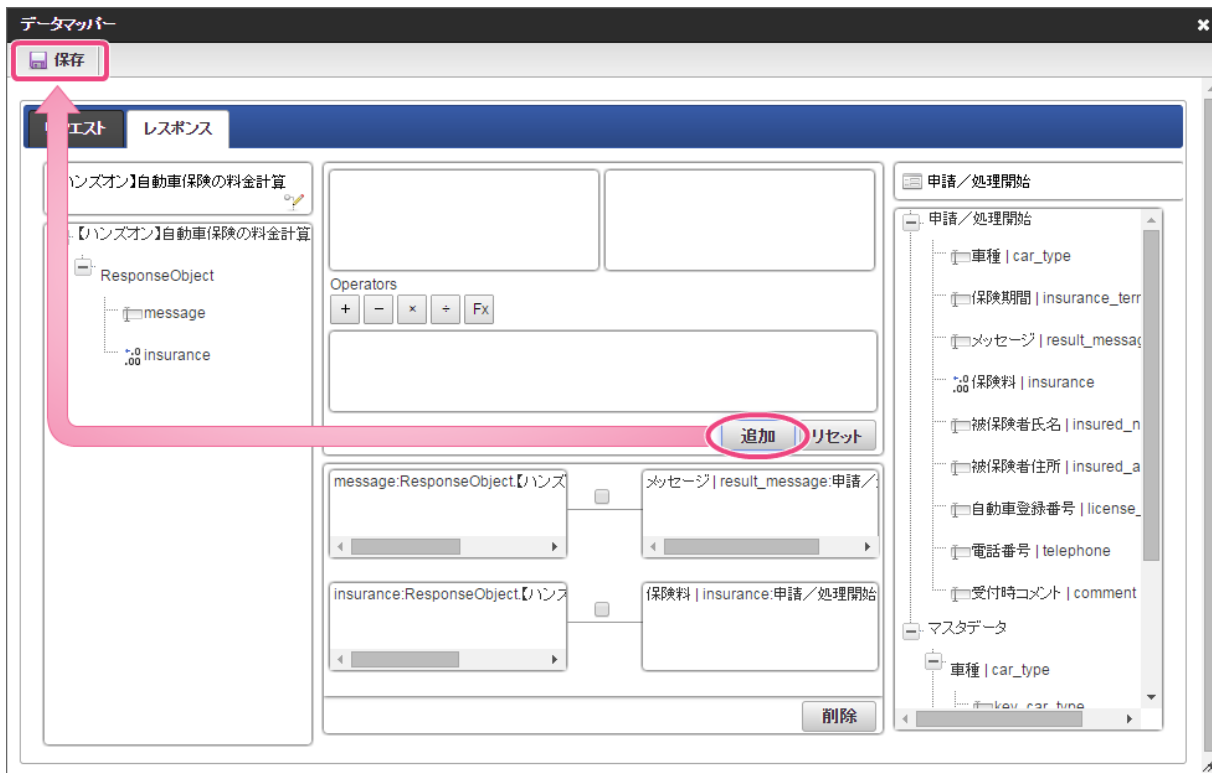 データマッパー
保存
レスポンス
ハンズオン】自動車保険の料金計算
【ハンズオン】自動車保険の料金計算
ResponseObject
message
insurance
Operators
+ − × ÷ Fx
追加 リセット
message:ResponseObject.【ハンズ
メッセージ | result_message:申請／
insurance:ResponseObject.【ハンズ
保険料 | insurance:申請／処理開始
削除
申請／処理開始
申請／処理開始
車種 | car_type
保険期間 | insurance_terr
メッセージ | result_messag
保険料 | insurance
被保険者氏名 | insured_n
被保険者住所 | insured_a
自動車登録番号 | license_
電話番号 | telephone
受付時コメント | comment
マスタデータ
車種 | car_type
key_car_type